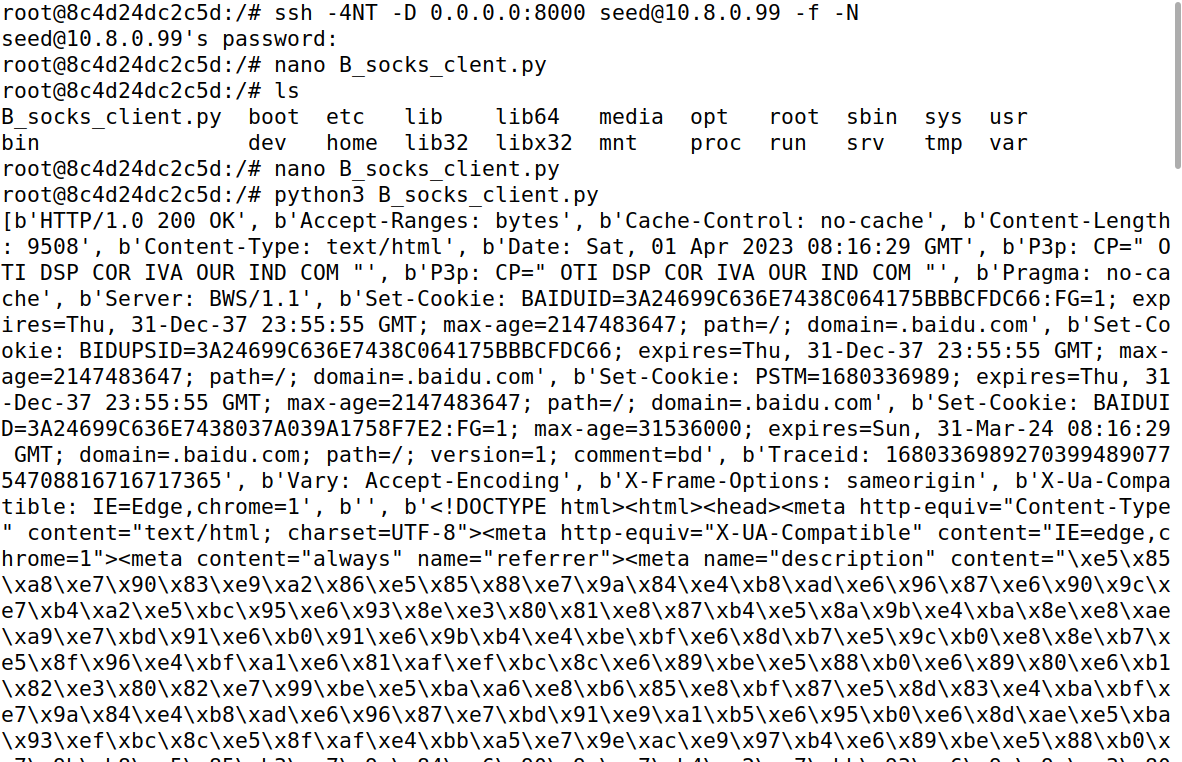 root@8c4d24dc2c5d:/# ssh -4NT -D 0.0.0.0:8000 seed@10.8.0.99 -f -N
seed@10.8.0.99's password:
root@8c4d24dc2c5d:/# nano B_socks_clent.py
root@8c4d24dc2c5d:/# ls
B_socks_client.py  boot  etc   lib    lib64   media  opt   root  sbin  sys  usr
bin                dev   home  lib32  libx32  mnt    proc  run   srv   tmp  var
root@8c4d24dc2c5d:/# nano B_socks_client.py
root@8c4d24dc2c5d:/# python3 B_socks_client.py
[b'HTTP/1.0 200 OK', b'Accept-Ranges: bytes', b'Cache-Control: no-cache', b'Content-Length
: 9508', b'Content-Type: text/html', b'Date: Sat, 01 Apr 2023 08:16:29 GMT', b'P3p: CP=" O
TI DSP COR IVA OUR IND COM "', b'P3p: CP=" OTI DSP COR IVA OUR IND COM "', b'Pragma: no-ca
che', b'Server: BWS/1.1', b'Set-Cookie: BAIDUID=3A24699C636E7438C064175BBBCFDC66:FG=1; exp
ires=Thu, 31-Dec-37 23:55:55 GMT; max-age=2147483647; path=/; domain=.baidu.com', b'Set-Co
okie: BIDUPSID=3A24699C636E7438C064175BBBCFDC66; expires=Thu, 31-Dec-37 23:55:55 GMT; max-
age=2147483647; path=/; domain=.baidu.com', b'Set-Cookie: PSTM=1680336989; expires=Thu, 31
-Dec-37 23:55:55 GMT; max-age=2147483647; path=/; domain=.baidu.com', b'Set-Cookie: BAIDUI
D=3A24699C636E7438037A039A1758F7E2:FG=1; max-age=31536000; expires=Sun, 31-Mar-24 08:16:29
 GMT; domain=.baidu.com; path=/; version=1; comment=bd', b'Traceid: 1680336989270399489077
54708816716717365', b'Vary: Accept-Encoding', b'X-Frame-Options: sameorigin', b'X-Ua-Compa
tible: IE=Edge,chrome=1', b'', b'<!DOCTYPE html><html><head><meta http-equiv="Content-Type
" content="text/html; charset=UTF-8"><meta http-equiv="X-UA-Compatible" content="IE=edge,c
hrome=1"><meta content="always" name="referrer"><meta name="description" content="\xe5\x85
\xa8\xe7\x90\x83\xe9\xa2\x86\xe5\x85\x88\xe7\x9a\x84\xe4\xb8\xad\xe6\x96\x87\xe6\x90\x9c\x
e7\xb4\xa2\xe5\xbc\x95\xe6\x93\x8e\xe3\x80\x81\xe8\x87\xb4\xe5\x8a\x9b\xe4\xba\x8e\xe8\xae
\xa9\xe7\xbd\x91\xe6\xb0\x91\xe6\x9b\xb4\xe4\xbe\xbf\xe6\x8d\xb7\xe5\x9c\xb0\xe8\x8e\xb7\x
e5\x8f\x96\xe4\xbf\xa1\xe6\x81\xaf\xef\xbc\x8c\xe6\x89\xbe\xe5\x88\xb0\xe6\x89\x80\xe6\xb1
\x82\xe3\x80\x82\xe7\x99\xbe\xe5\xba\xa6\xe8\xb6\x85\xe8\xbf\x87\xe5\x8d\x83\xe4\xba\xbf\x
e7\x9a\x84\xe4\xb8\xad\xe6\x96\x87\xe7\xbd\x91\xe9\xa1\xb5\xe6\x95\xb0\xe6\x8d\xae\xe5\xba
\x93\xef\xbc\x8c\xe5\x8f\xaf\xe4\xbb\xa5\xe7\x9e\xac\xe9\x97\xb4\xe6\x89\xbe\xe5\x88\xb0\x